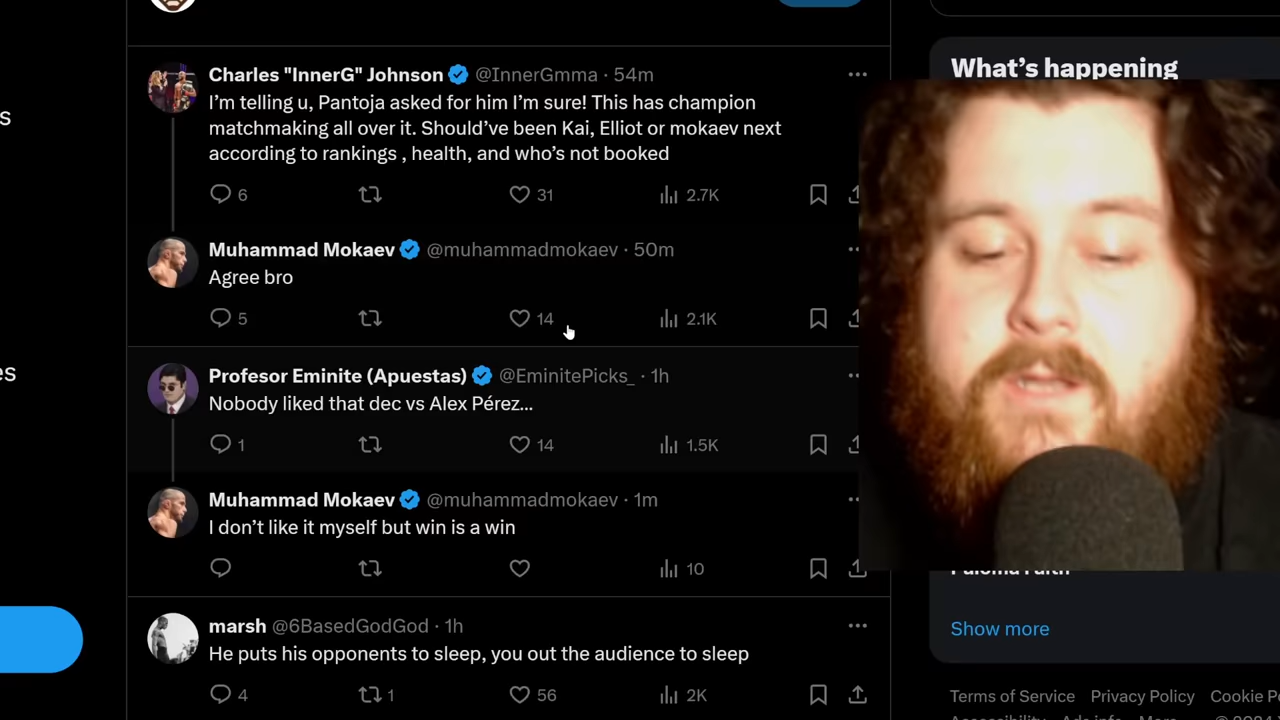 Charles "InnerG" Johnson @InnerGmma · 54m
What's happening
I'm telling u, Pantoja asked for him I'm sure! This has champion
matchmaking all over it. Should've been Kai, Elliot or mokaev next
according to rankings , health, and who's not booked
6 31 2.7K
Muhammad Mokaev @muhammadmokaev · 50m
Agree bro
5 14 2.1K
Profesor Eminite (Apuestas) @EminitePicks_ · 1h
Nobody liked that dec vs Alex Pérez...
1 14 1.5K
Muhammad Mokaev @muhammadmokaev · 1m
I don't like it myself but win is a win
10
marsh @6BasedGodGod · 1h
He puts his opponents to sleep, you out the audience to sleep
4 1 56 2K
Show more
Terms of Service Privacy Policy Cookie